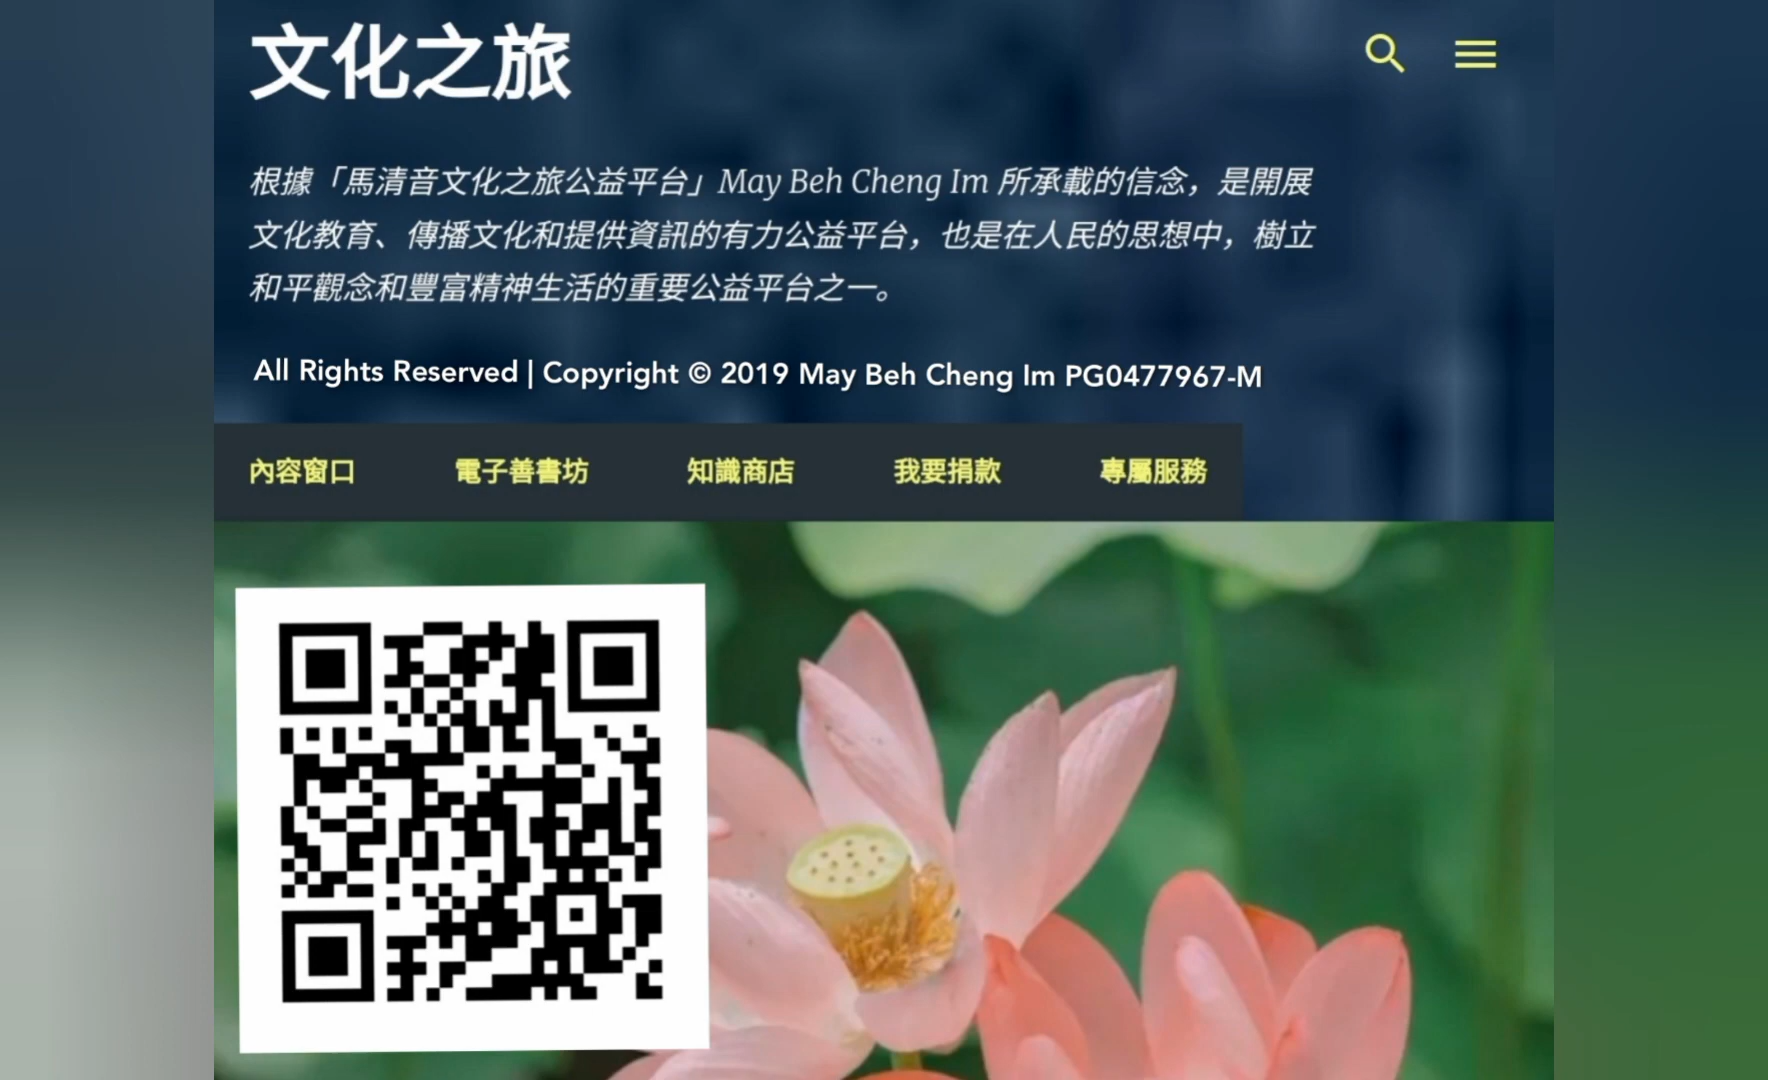 文化之旅
根據「馬清音文化之旅公益平台」May Beh Cheng Im 所承載的信念，是開展
文化教育、傳播文化和提供資訊的有力公益平台，也是在人民的思想中，樹立
和平觀念和豐富精神生活的重要公益平台之一。
All Rights Reserved | Copyright © 2019 May Beh Cheng Im PG0477967-M
內容窗口 電子善書坊 知識商店 我要捐款 專屬服務